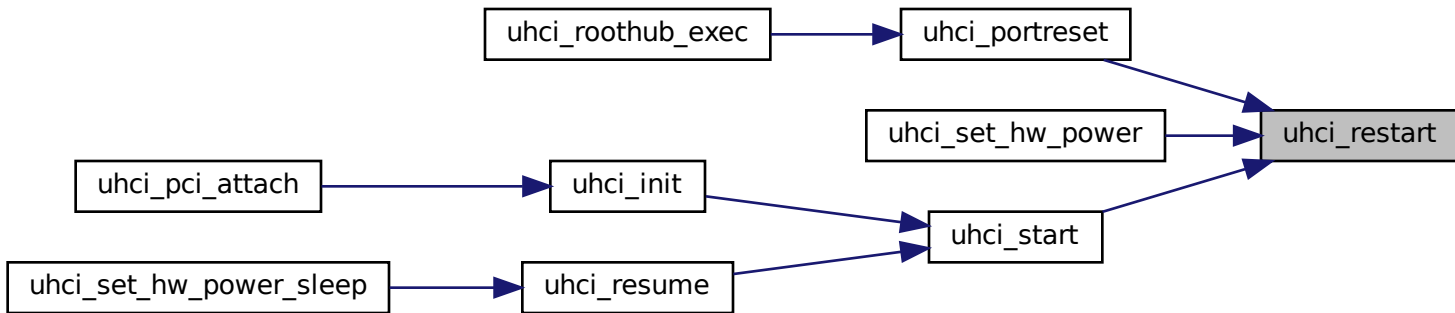 uhci_roothub_exec
uhci_portreset
uhci_set_hw_power
uhci_restart
uhci_pci_attach
uhci_init
uhci_start
uhci_set_hw_power_sleep
uhci_resume